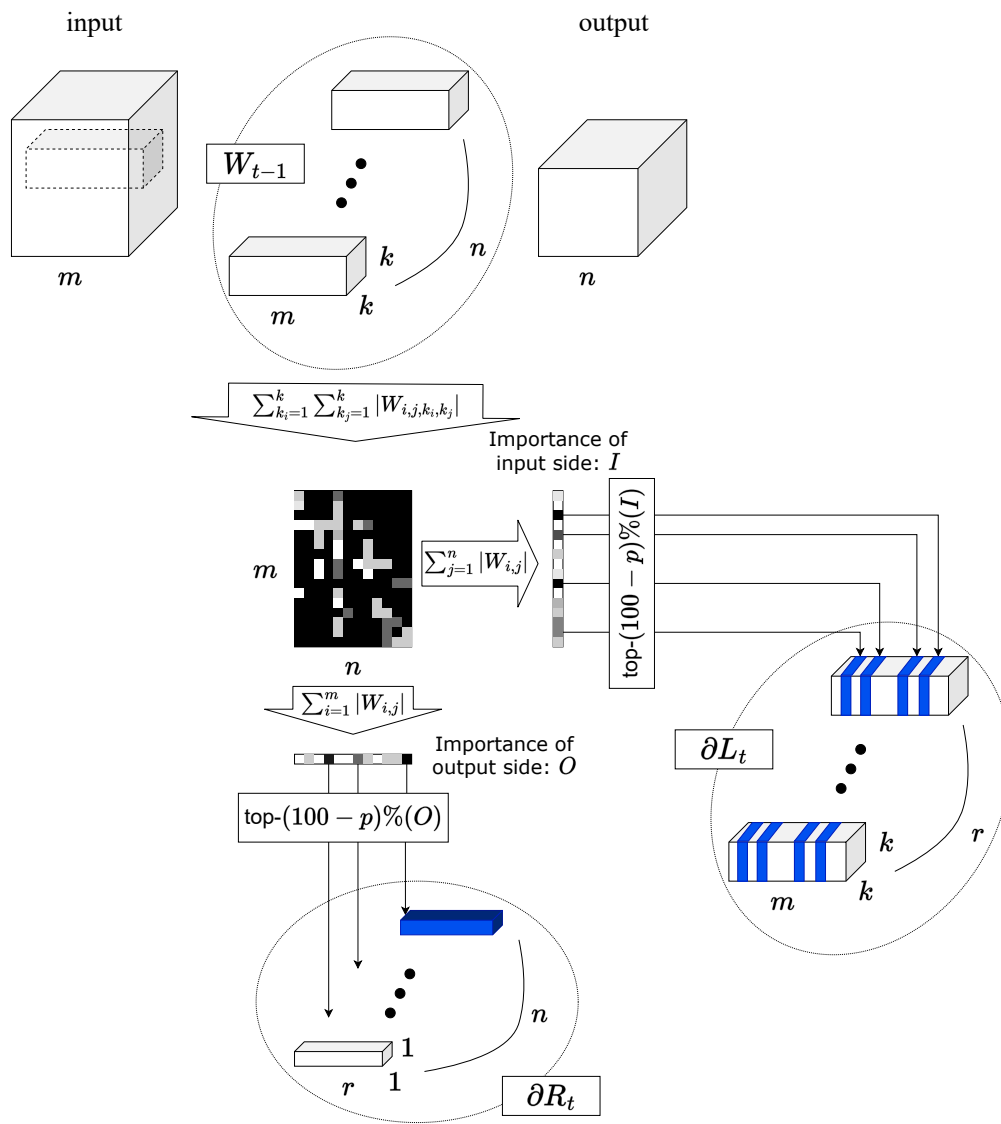 input
output
W_{t-1}
k
n
m
k
m
n
\sum_{k_i=1}^{k} \sum_{k_j=1}^{k} |W_{i,j,k_i,k_j}|
Importance of
input side: I
top-(100 − p)%(I)
m
\sum_{j=1}^{n} |W_{i,j}|
n
\sum_{i=1}^{m} |W_{i,j}|
Importance of
output side: O
top-(100 − p)%(O)
∂L_t
k
r
m
k
n
1
r
1
∂R_t